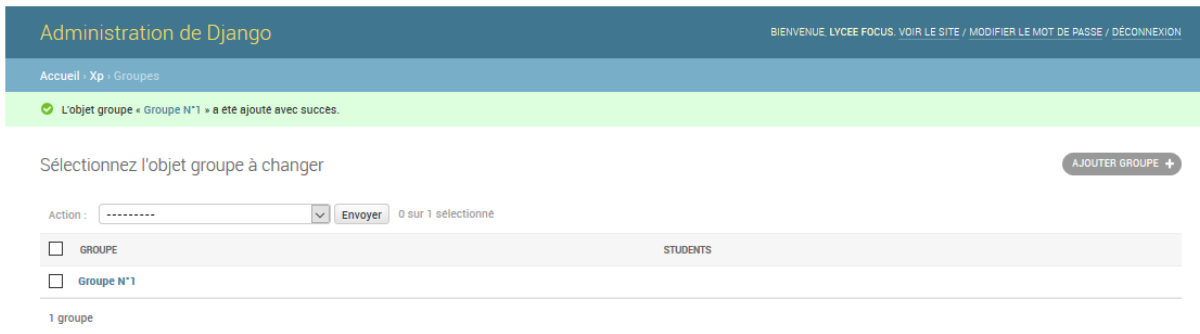 Administration de Django
BIENVENUE, LYCEE FOCUS. VOIR LE SITE / MODIFIER LE MOT DE PASSE / DÉCONNEXION
Accueil › Xp › Groupes
L'objet groupe « Groupe N°1 » a été ajouté avec succès.
Sélectionnez l'objet groupe à changer
AJOUTER GROUPE +
Action : --------- Envoyer 0 sur 1 sélectionné
GROUPE STUDENTS
Groupe N°1
1 groupe